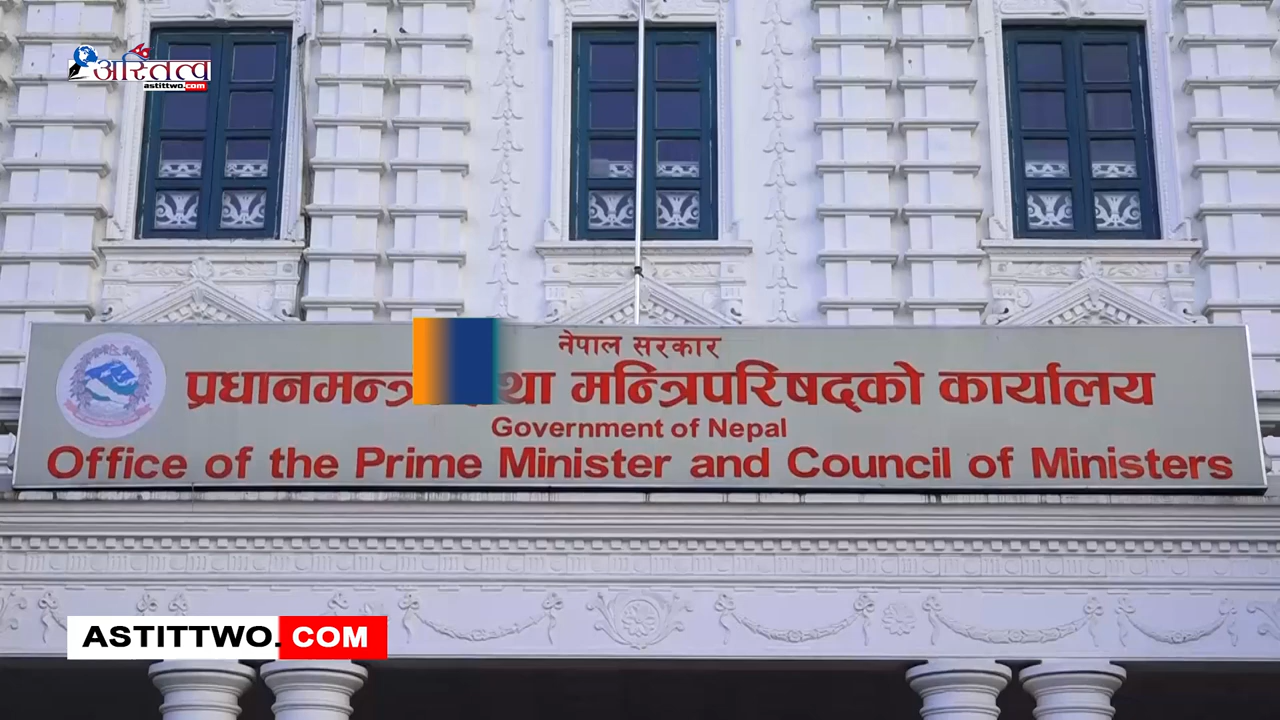 अस्तित्व
astittwo.com
नेपाल सरकार
मन्त्रिपरिषद्को कार्यालय
Government of Nepal
Office of the Prime Minister and Council of Ministers
ASTITTWO.COM